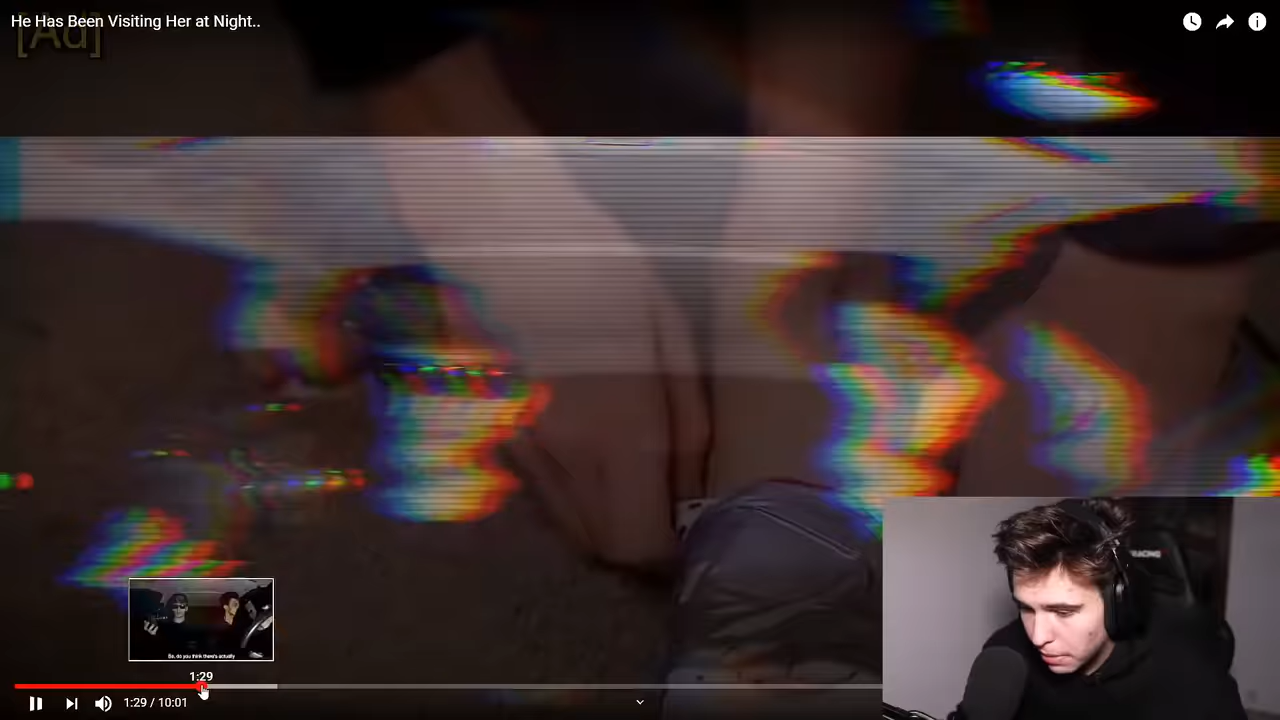 He Has Been Visiting Her at Night..
[Ad]
RACING
So, do you think there's actually
1:29
1:29 / 10:01